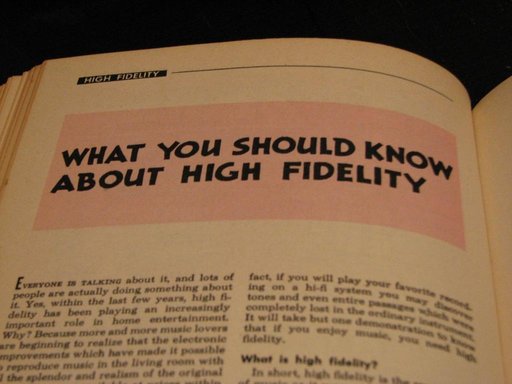 HIGH FIDELITY
WHAT YOU SHOULD KNOW
ABOUT HIGH FIDELITY
EVERYONE IS TALKING about it, and lots of
people are actually doing something about
it. Yes, within the last few years, high fi-
delity has been playing an increasingly
important role in home entertainment.
Why? Because more and more music lovers
are beginning to realize that the electronic
improvements which have made it possible
reproduce music in the living room with
the splendor and realism of the original
fact, if you will play your favorite record-
ing on a hi-fi system you may discover
tones and even entire passages which were
completely lost in the ordinary instrument.
It will take but one demonstration to know
that if you enjoy music, you need high
fidelity.
What is high fidelity?
In short, high fidelity is the